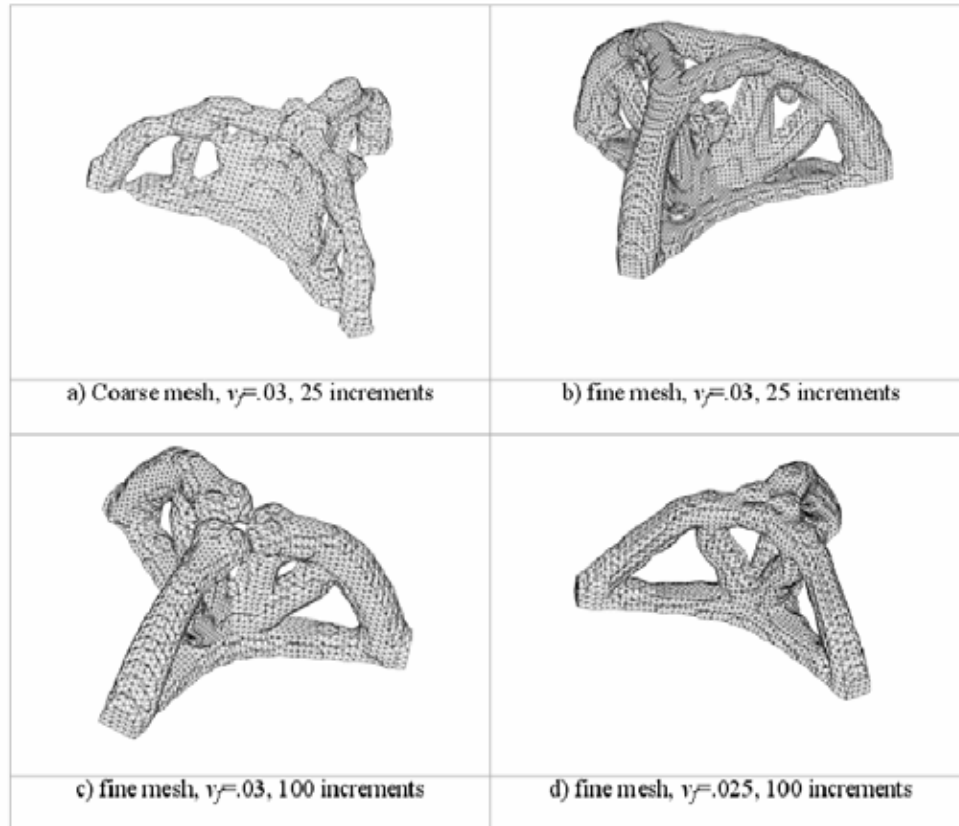 a) Coarse mesh, vf=.03, 25 increments
b) fine mesh, vf=.03, 25 increments
c) fine mesh, vf=.03, 100 increments
d) fine mesh, vf=.025, 100 increments